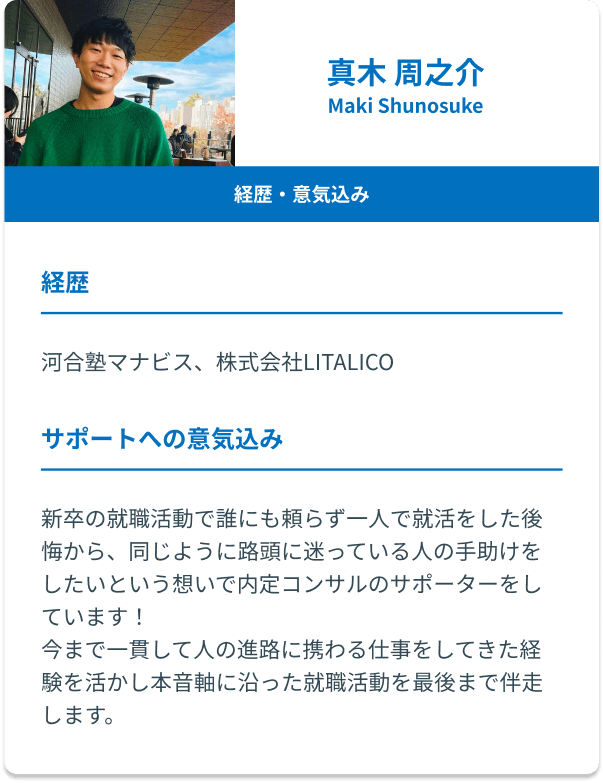 真木 周之介
Maki Shunosuke
経歴・意気込み
経歴
河合塾マナビス、株式会社LITALICO
サポートへの意気込み
新卒の就職活動で誰にも頼らず一人で就活をした後
悔から、同じように路頭に迷っている人の手助けを
したいという想いで内定コンサルのサポーターをし
ています！
今まで一貫して人の進路に携わる仕事をしてきた経
験を活かし本音軸に沿った就職活動を最後まで伴走
します。